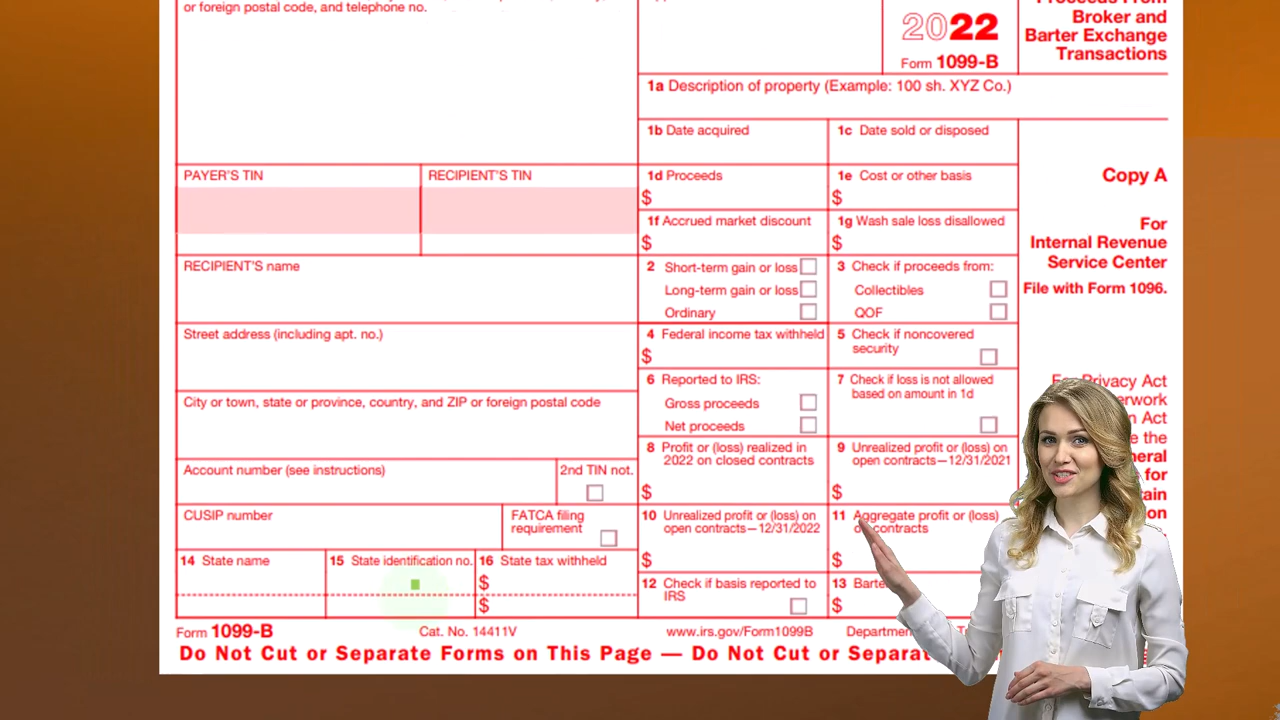 or foreign postal code, and telephone no.
2022
Form 1099-B
Broker and
Barter Exchange
Transactions
1a Description of property (Example: 100 sh. XYZ Co.)
1b Date acquired
1c Date sold or disposed
PAYER'S TIN
RECIPIENT'S TIN
1d Proceeds
$
1e Cost or other basis
$
Copy A
1f Accrued market discount
$
1g Wash sale loss disallowed
$
For
Internal Revenue
Service Center
File with Form 1096.
RECIPIENT'S name
2 Short-term gain or loss
Long-term gain or loss
Ordinary
3 Check if proceeds from:
Collectibles
QOF
Street address (including apt. no.)
4 Federal income tax withheld
$
5 Check if noncovered
security
6 Reported to IRS:
Gross proceeds
Net proceeds
7 Check if loss is not allowed
based on amount in 1d
Privacy Act
Act
the
for
City or town, state or province, country, and ZIP or foreign postal code
8 Profit or (loss) realized in
2022 on closed contracts
$
9 Unrealized profit or (loss) on
open contracts—12/31/2021
$
Account number (see instructions)
2nd TIN not.
CUSIP number
FATCA filing
requirement
10 Unrealized profit or (loss) on
open contracts—12/31/2022
$
11 Aggregate profit or (loss)
contracts
$
14 State name
15 State identification no.
16 State tax withheld
$
$
12 Check if basis reported to
IRS
13
$
Form 1099-B
Cat. No. 14411V
www.irs.gov/Form1099B
Do Not Cut or Separate Forms on This Page — Do Not Cut or